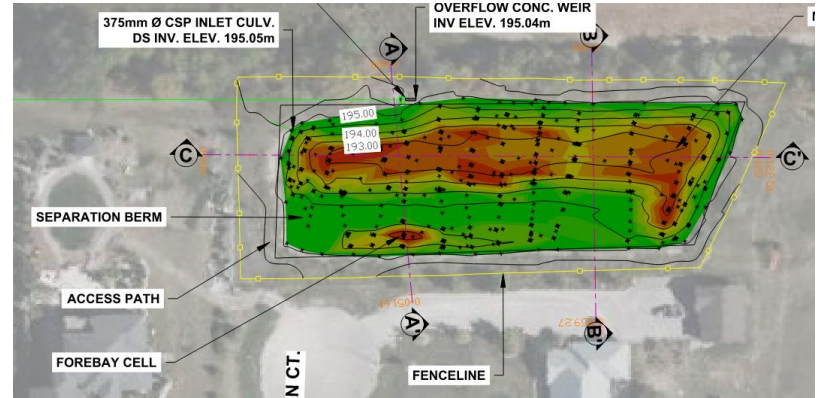 OVERFLOW CONC. WEIR
INV ELEV. 195.04m
375mm Ø CSP INLET CULV.
DS INV. ELEV. 195.05m
N
A
B
195.00
194.00
193.00
C
C'
SEPARATION BERM
ACCESS PATH
A'
B'
FOREBAY CELL
FENCELINE
N CT.